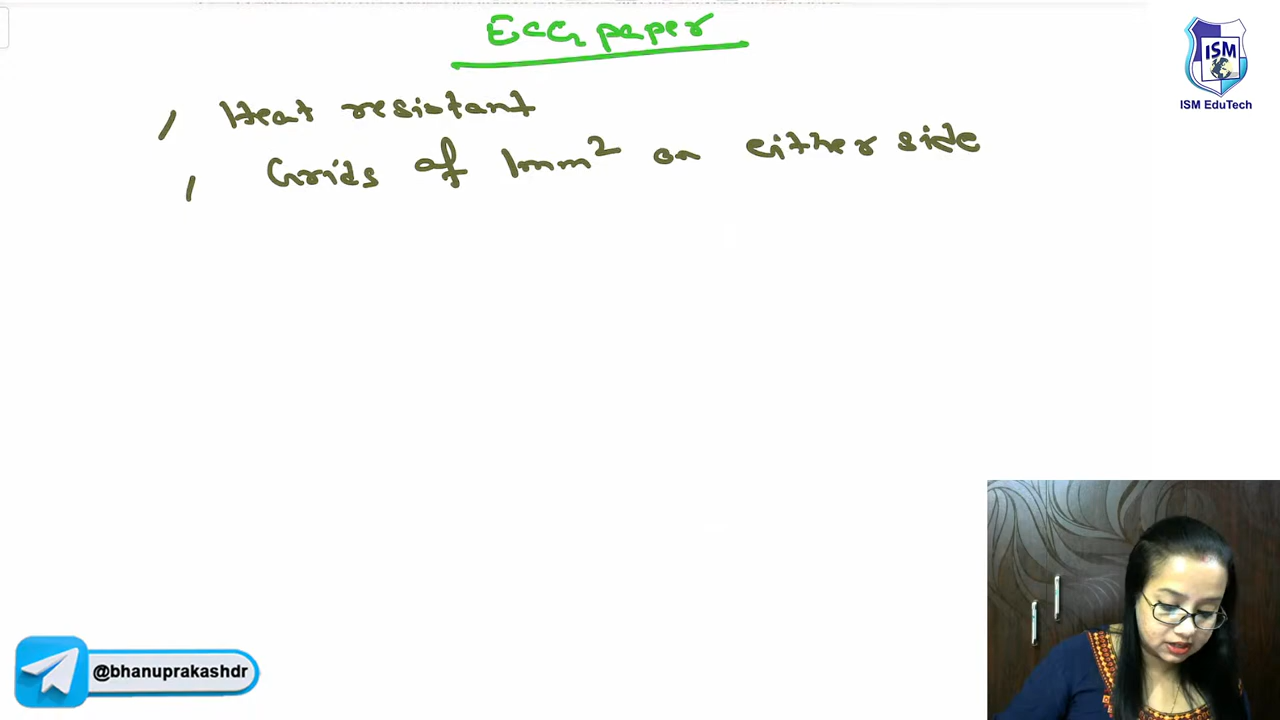 ECG paper
ISM
ISM EduTech
Heat resistant
Grids of 1mm² on either side
@bhanuprakashdr